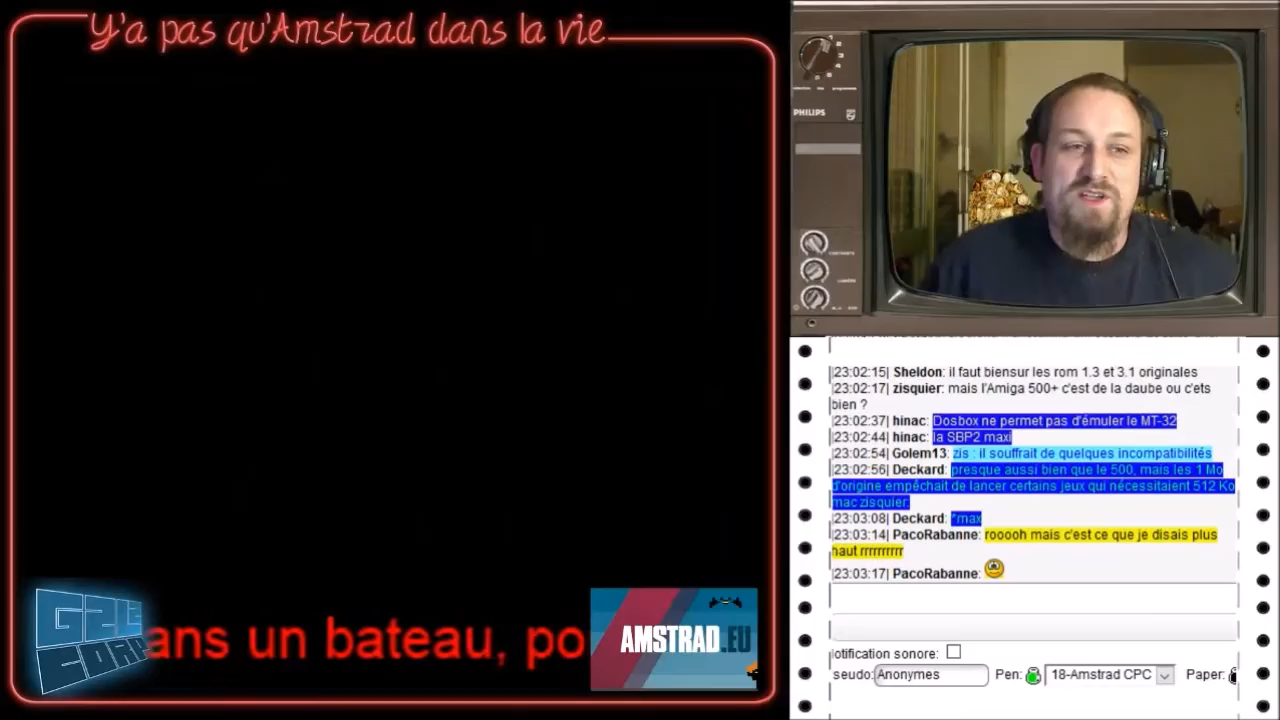 Y'a pas qu'Amstrad dans la vie
PHILIPS
|23:02:15| Sheldon: il faut biensur les rom 1.3 et 3.1 originales
|23:02:17| zisquier: mais l'Amiga 500+ c'est de la daube ou c'ets
bien ?
|23:02:37| hinac: Dosbox ne permet pas d'émuler le MT-32
|23:02:44| hinac: la SBP2 maxi
|23:02:54| Golem13: zis : il souffrait de quelques incompatibilités
|23:02:56| Deckard: presque aussi bien que le 500, mais les 1 Mo
d'origine empêchait de lancer certains jeux qui nécessitaient 512 Ko
mac zisquier.
|23:03:08| Deckard: *max
|23:03:14| PacoRabanne: rooooh mais c'est ce que je disais plus
haut rrrrrrrrrr
|23:03:17| PacoRabanne:
otification sonore:
seudo: Anonymes Pen: 18-Amstrad CPC Paper:
G2L2
CORP
ans un bateau, po
AMSTRAD.EU